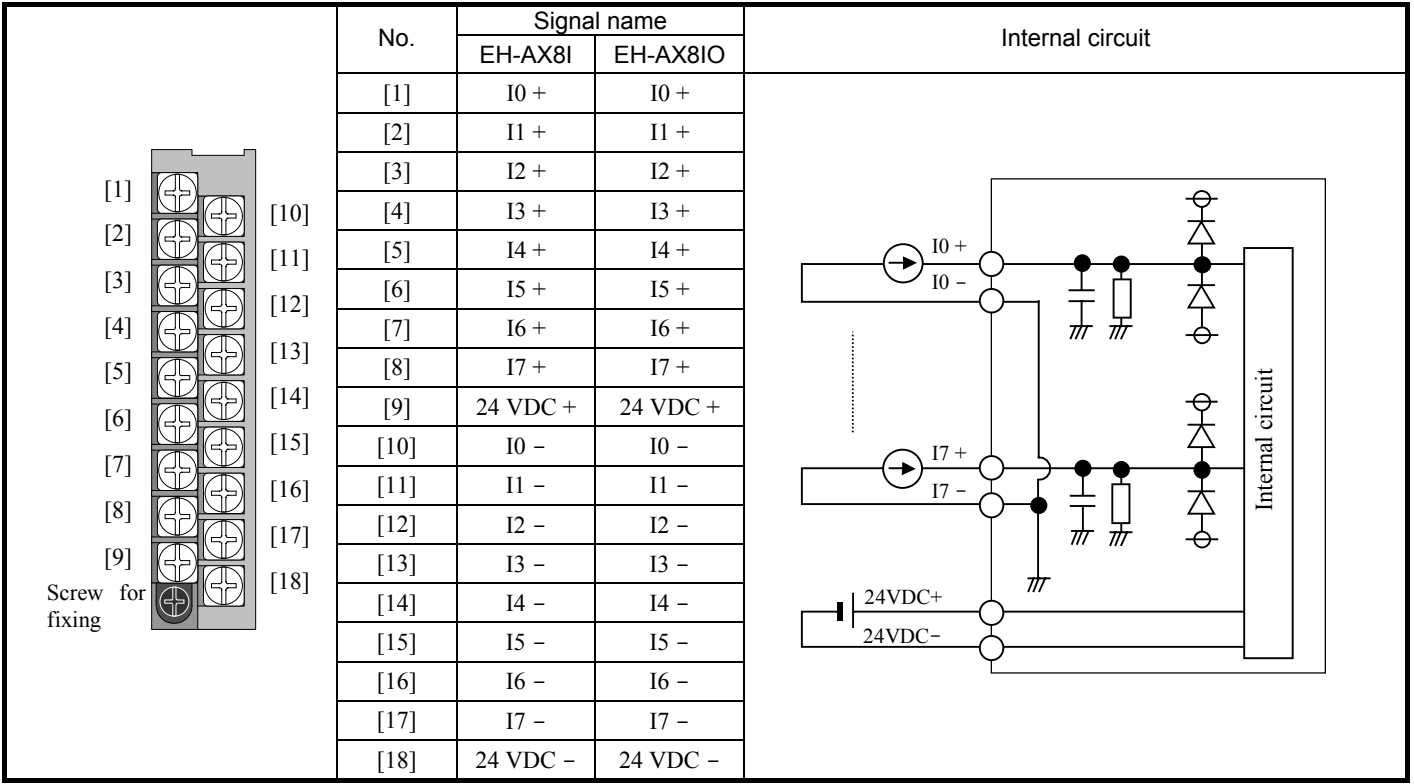 No. Signal name Internal circuit
EH-AX8I EH-AX8IO
[1] I0 + I0 +
[2] I1 + I1 +
[3] I2 + I2 +
[4] I3 + I3 +
[5] I4 + I4 +
[6] I5 + I5 +
[7] I6 + I6 +
[8] I7 + I7 +
[9] 24 VDC + 24 VDC +
[10] I0 − I0 −
[11] I1 − I1 −
[12] I2 − I2 −
[13] I3 − I3 −
[14] I4 − I4 −
[15] I5 − I5 −
[16] I6 − I6 −
[17] I7 − I7 −
[18] 24 VDC − 24 VDC −
[1]
[2]
[3]
[4]
[5]
[6]
[7]
[8]
[9]
Screw for
fixing
[10]
[11]
[12]
[13]
[14]
[15]
[16]
[17]
[18]
I0 +
I0 −
I7 +
I7 −
24VDC+
24VDC−
Internal circuit